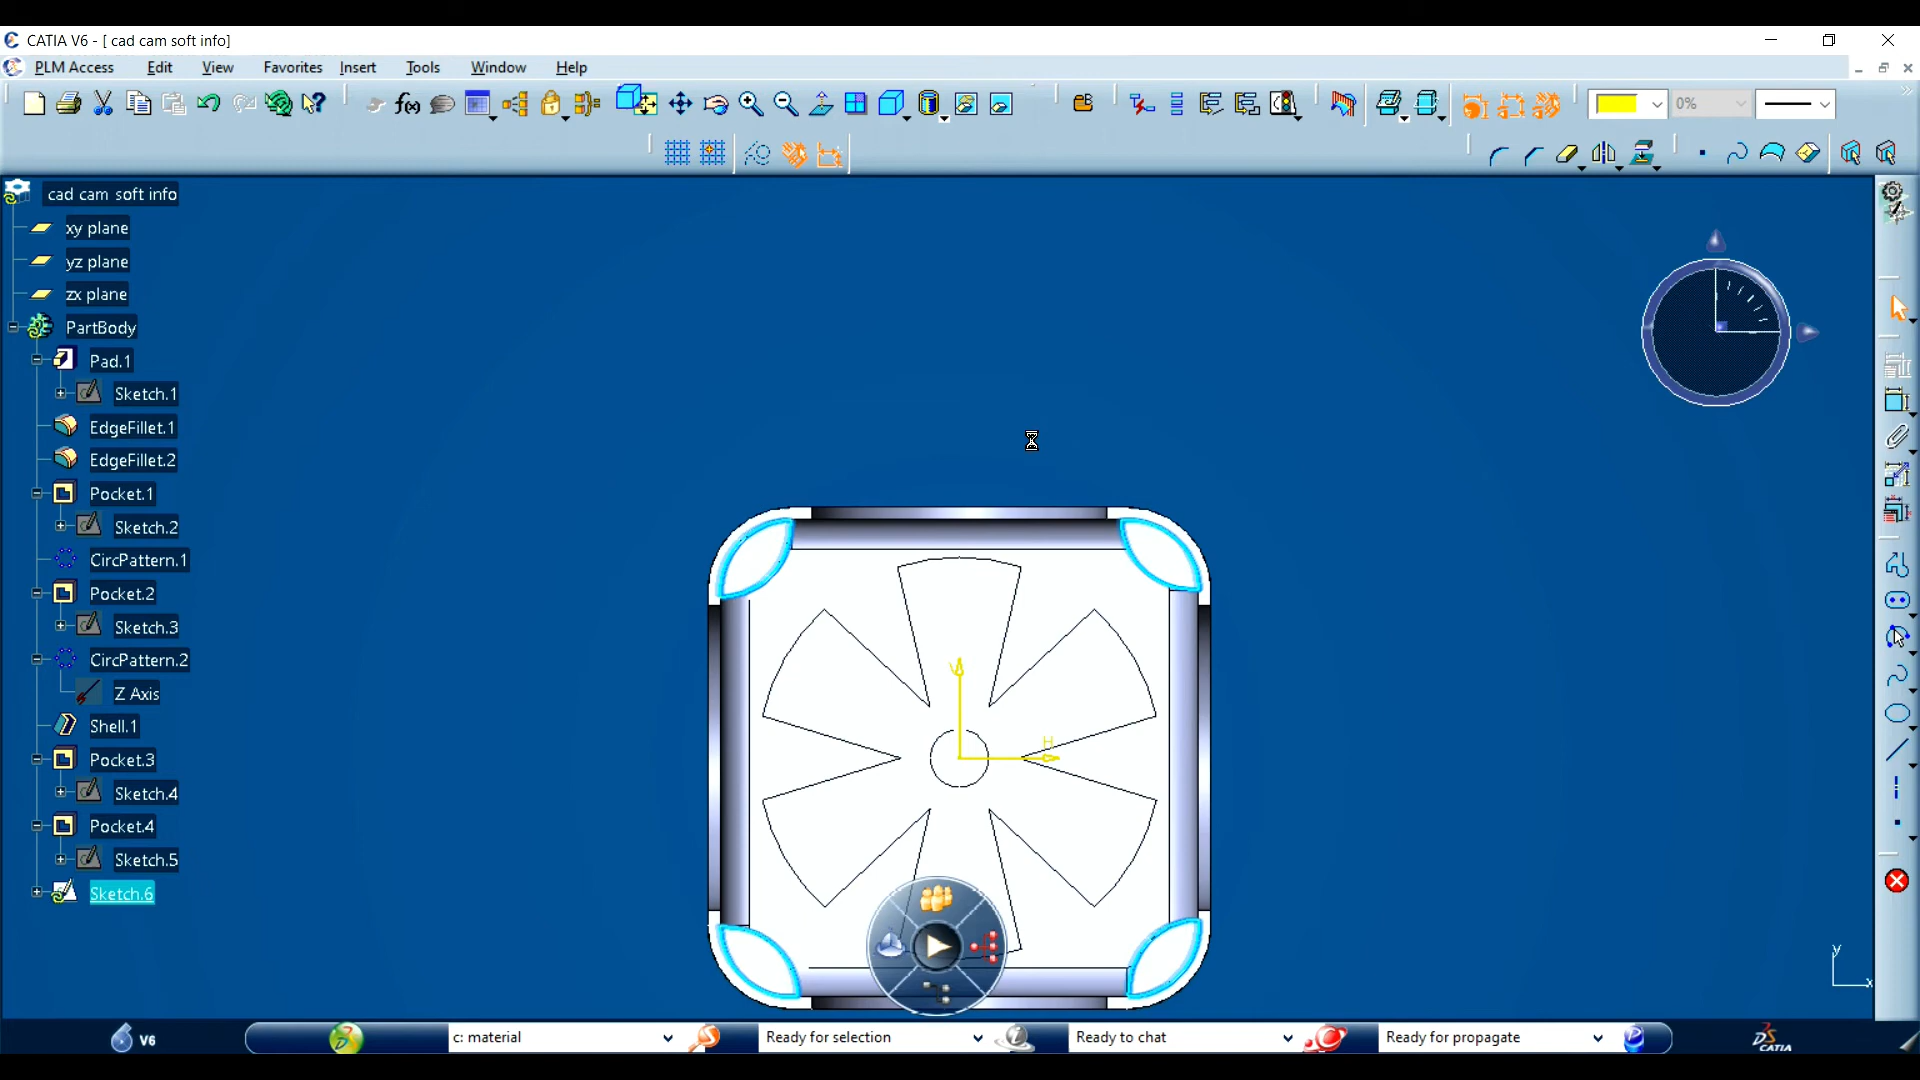 CATIA V6 - [ cad cam soft info]
PLM Access Edit View Favorites Insert Tools Window Help
f(x) 0%
cad cam soft info
xy plane
yz plane
zx plane
PartBody
Pad.1
Sketch.1
EdgeFillet.1
EdgeFillet.2
Pocket.1
Sketch.2
CircPattern.1
Pocket.2
Sketch.3
CircPattern.2
Z Axis
Shell.1
Pocket.3
Sketch.4
Pocket.4
Sketch.5
Sketch.6
V
H
y
x
V6 c: material Ready for selection Ready to chat Ready for propagate CATIA